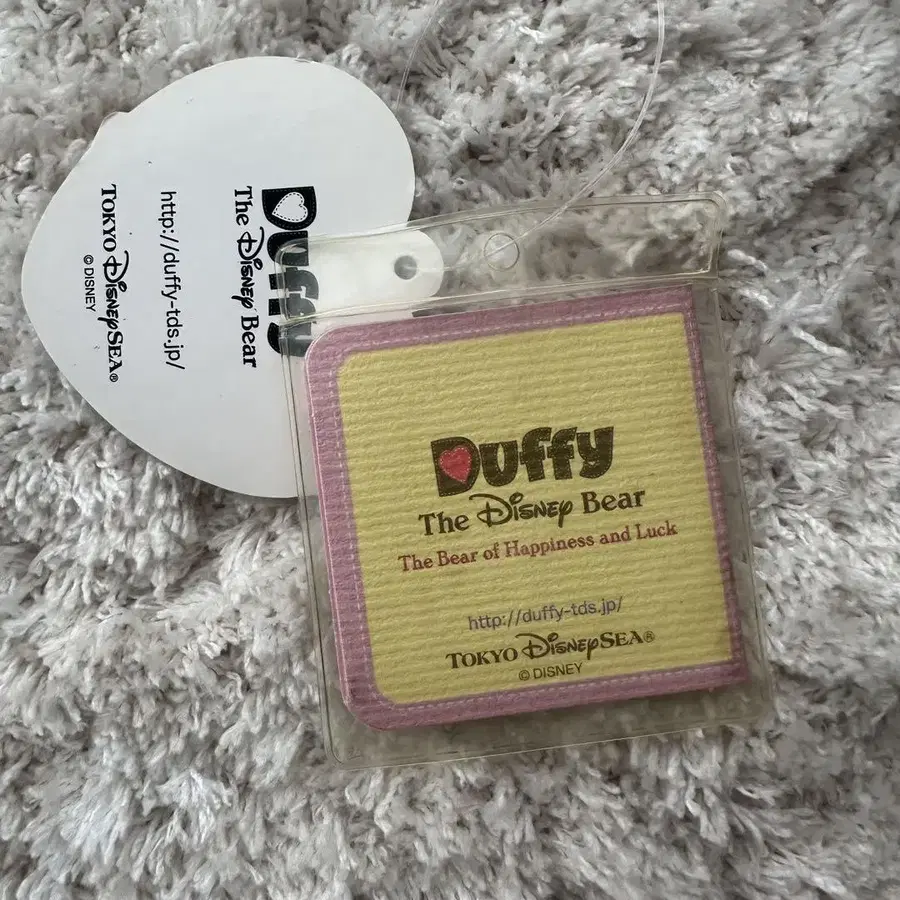 Duffy
The Disney Bear
http://duffy-tds.jp/
TOKYO DISNEYSEA®
© DISNEY
Duffy
The Disney Bear
The Bear of Happiness and Luck
http://duffy-tds.jp/
TOKYO DISNEYSEA®
© DISNEY